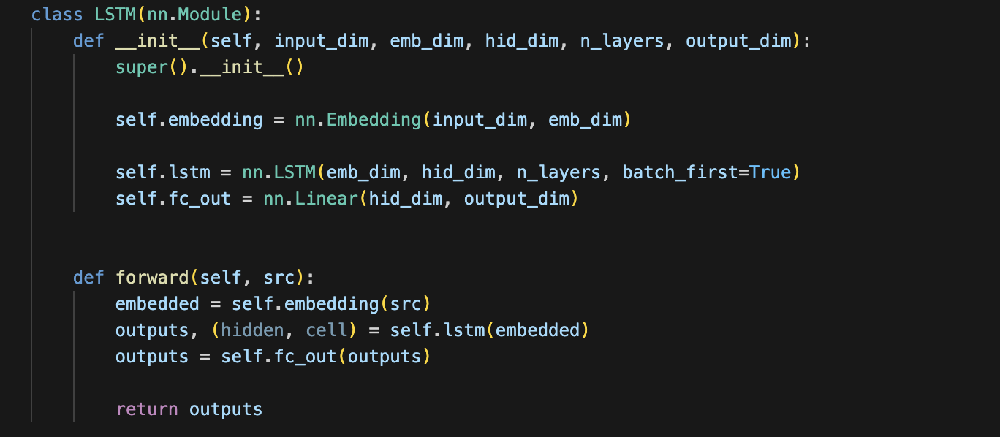 class LSTM(nn.Module):
    def __init__(self, input_dim, emb_dim, hid_dim, n_layers, output_dim):
        super().__init__()
        self.embedding = nn.Embedding(input_dim, emb_dim)
        self.lstm = nn.LSTM(emb_dim, hid_dim, n_layers, batch_first=True)
        self.fc_out = nn.Linear(hid_dim, output_dim)
    def forward(self, src):
        embedded = self.embedding(src)
        outputs, (hidden, cell) = self.lstm(embedded)
        outputs = self.fc_out(outputs)
        return outputs